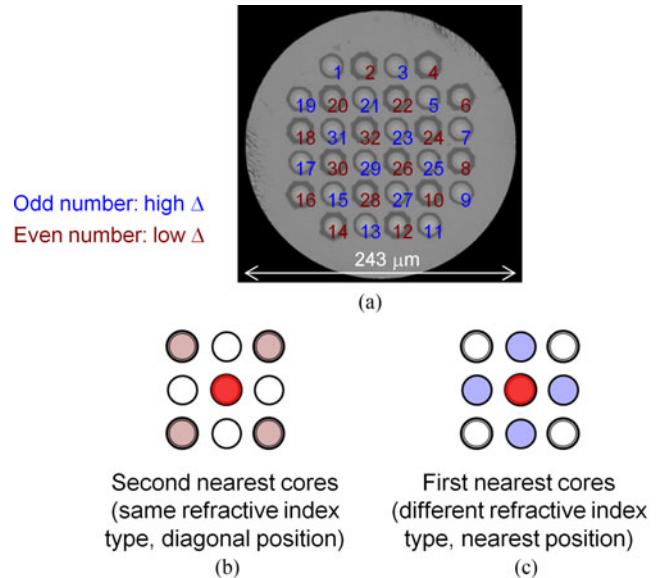 1 2 3 4
19 20 21 22 5 6
18 31 32 23 24 7
17 30 29 26 25 8
16 15 28 27 10 9
14 13 12 11
Odd number: high Δ
Even number: low Δ
243 μm
(a)
Second nearest cores
(same refractive index
type, diagonal position)
(b)
First nearest cores
(different refractive index
type, nearest position)
(c)